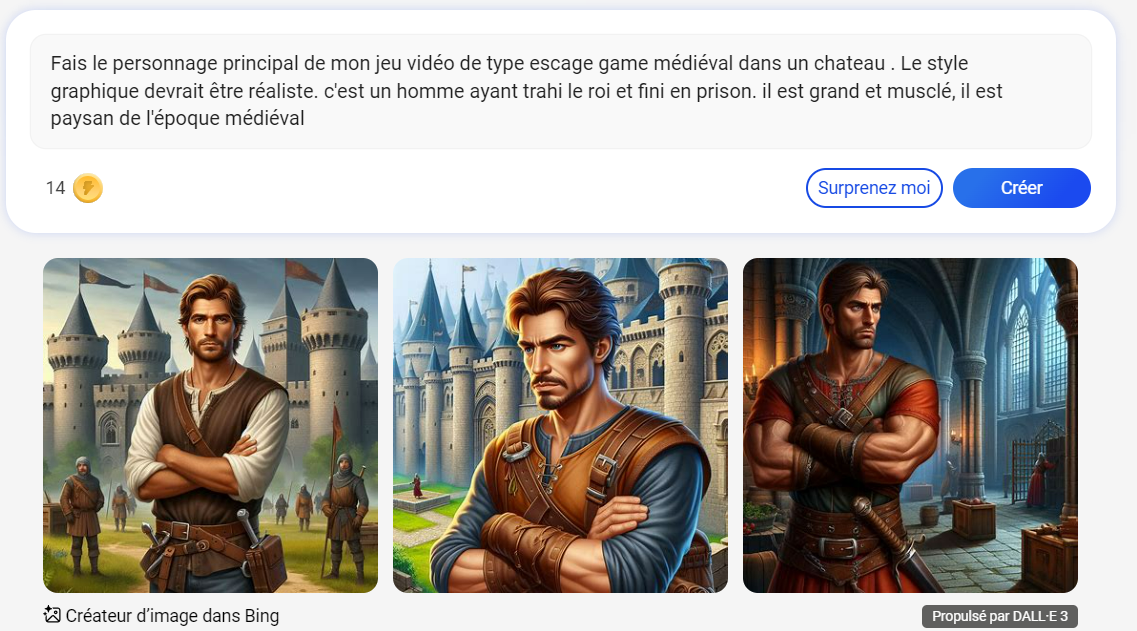 Fais le personnage principal de mon jeu vidéo de type escage game médiéval dans un chateau . Le style
graphique devrait être réaliste. c'est un homme ayant trahi le roi et fini en prison. il est grand et musclé, il est
paysan de l'époque médiéval
14
Surprenez moi
Créer
Créateur d’image dans Bing
Propulsé par DALL·E 3